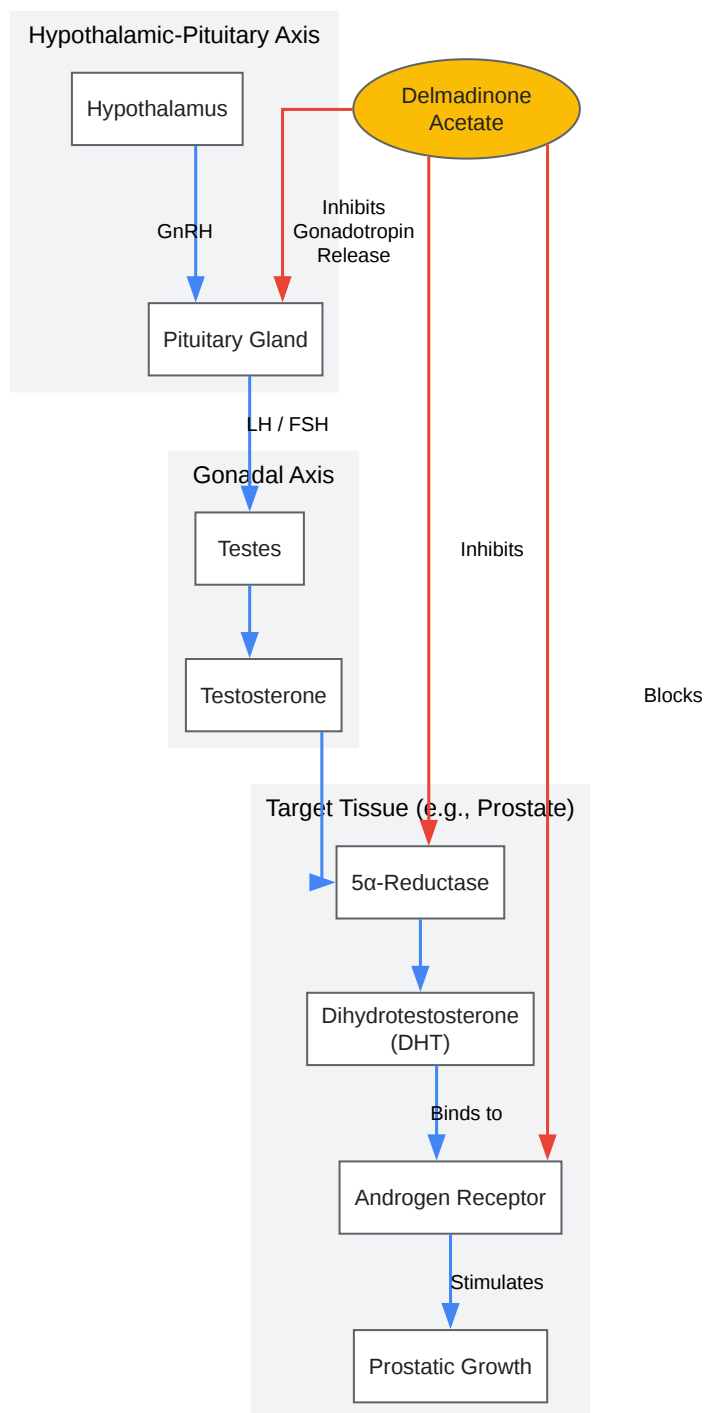 Hypothalamic-Pituitary Axis
Hypothalamus
Delmadinone
Acetate
GnRH
Inhibits
Gonadotropin
Release
Pituitary Gland
LH / FSH
Gonadal Axis
Testes
Inhibits
Testosterone
Blocks
Target Tissue (e.g., Prostate)
5α-Reductase
Dihydrotestosterone
(DHT)
Binds to
Androgen Receptor
Stimulates
Prostatic Growth